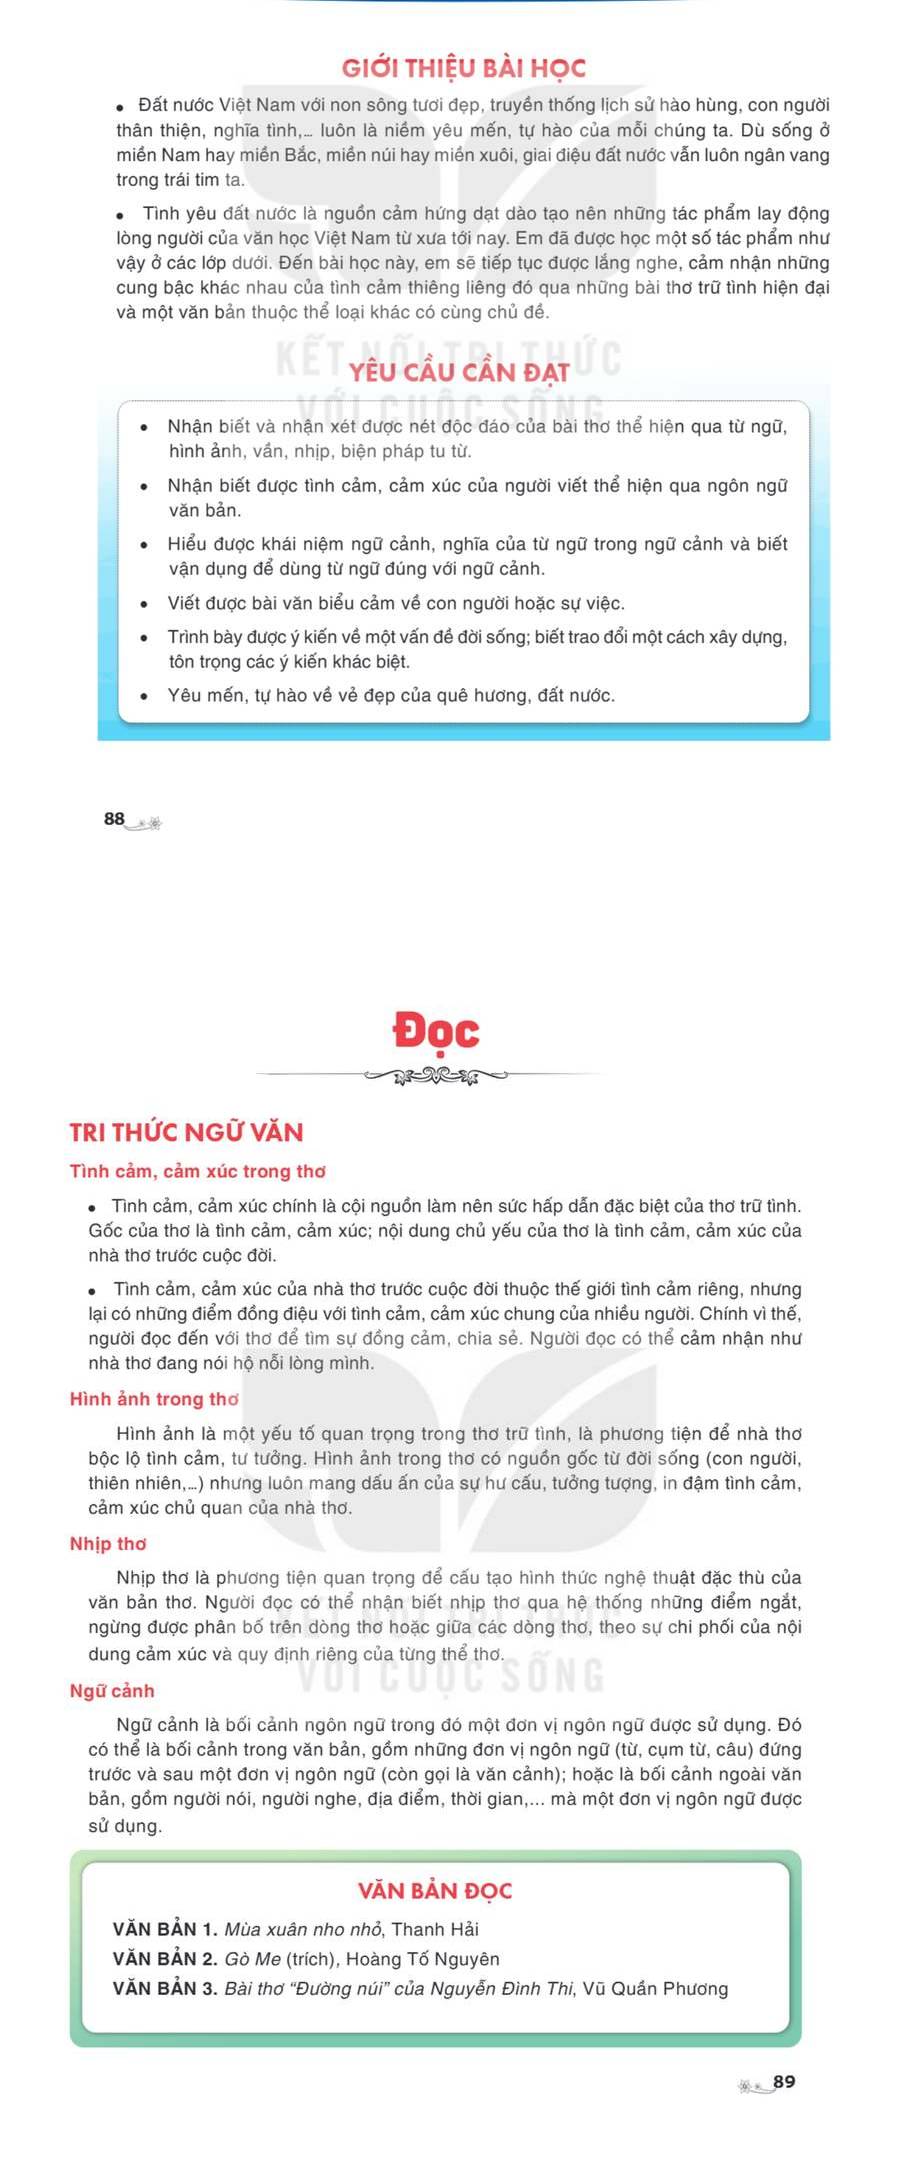 GIỚI THIỆU BÀI HỌC
• Đất nước Việt Nam với non sông tươi đẹp, truyền thống lịch sử hào hùng, con người
thân thiện, nghĩa tình,... luôn là niềm yêu mến, tự hào của mỗi chúng ta. Dù sống ở
miền Nam hay miền Bắc, miền núi hay miền xuôi, giai điệu đất nước vẫn luôn ngân vang
trong trái tim ta.
• Tình yêu đất nước là nguồn cảm hứng dạt dào tạo nên những tác phẩm lay động
lòng người của văn học Việt Nam từ xưa tới nay. Em đã được học một số tác phẩm như
vậy ở các lớp dưới. Đến bài học này, em sẽ tiếp tục được lắng nghe, cảm nhận những
cung bậc khác nhau của tình cảm thiêng liêng đó qua những bài thơ trữ tình hiện đại
và một văn bản thuộc thể loại khác có cùng chủ đề.
KẾT NỐI TRI THỨC
YÊU CẦU CẦN ĐẠT
VỚI CUỘC SỐNG
• Nhận biết và nhận xét được nét độc đáo của bài thơ thể hiện qua từ ngữ,
hình ảnh, vần, nhịp, biện pháp tu từ.
• Nhận biết được tình cảm, cảm xúc của người viết thể hiện qua ngôn ngữ
văn bản.
• Hiểu được khái niệm ngữ cảnh, nghĩa của từ ngữ trong ngữ cảnh và biết
vận dụng để dùng từ ngữ đúng với ngữ cảnh.
• Viết được bài văn biểu cảm về con người hoặc sự việc.
• Trình bày được ý kiến về một vấn đề đời sống; biết trao đổi một cách xây dựng,
tôn trọng các ý kiến khác biệt.
• Yêu mến, tự hào về vẻ đẹp của quê hương, đất nước.
88
Đọc
TRI THỨC NGỮ VĂN
Tình cảm, cảm xúc trong thơ
• Tình cảm, cảm xúc chính là cội nguồn làm nên sức hấp dẫn đặc biệt của thơ trữ tình.
Gốc của thơ là tình cảm, cảm xúc; nội dung chủ yếu của thơ là tình cảm, cảm xúc của
nhà thơ trước cuộc đời.
• Tình cảm, cảm xúc của nhà thơ trước cuộc đời thuộc thế giới tình cảm riêng, nhưng
lại có những điểm đồng điệu với tình cảm, cảm xúc chung của nhiều người. Chính vì thế,
người đọc đến với thơ để tìm sự đồng cảm, chia sẻ. Người đọc có thể cảm nhận như
nhà thơ đang nói hộ nỗi lòng mình.
Hình ảnh trong thơ
Hình ảnh là một yếu tố quan trọng trong thơ trữ tình, là phương tiện để nhà thơ
bộc lộ tình cảm, tư tưởng. Hình ảnh trong thơ có nguồn gốc từ đời sống (con người,
thiên nhiên,...) nhưng luôn mang dấu ấn của sự hư cấu, tưởng tượng, in đậm tình cảm,
cảm xúc chủ quan của nhà thơ.
Nhịp thơ
Nhịp thơ là phương tiện quan trọng để cấu tạo hình thức nghệ thuật đặc thù của
văn bản thơ. Người đọc có thể nhận biết nhịp thơ qua hệ thống những điểm ngắt,
KẾT NỐI TRI THỨC
ngừng được phân bố trên dòng thơ hoặc giữa các dòng thơ, theo sự chi phối của nội
dung cảm xúc và quy định riêng của từng thể thơ.
VỚI CUỘC SỐNG
Ngữ cảnh
Ngữ cảnh là bối cảnh ngôn ngữ trong đó một đơn vị ngôn ngữ được sử dụng. Đó
có thể là bối cảnh trong văn bản, gồm những đơn vị ngôn ngữ (từ, cụm từ, câu) đứng
trước và sau một đơn vị ngôn ngữ (còn gọi là văn cảnh); hoặc là bối cảnh ngoài văn
bản, gồm người nói, người nghe, địa điểm, thời gian,... mà một đơn vị ngôn ngữ được
sử dụng.
VĂN BẢN ĐỌC
VĂN BẢN 1. Mùa xuân nho nhỏ, Thanh Hải
VĂN BẢN 2. Gò Me (trích), Hoàng Tố Nguyên
VĂN BẢN 3. Bài thơ “Đường núi” của Nguyễn Đình Thi, Vũ Quần Phương
89